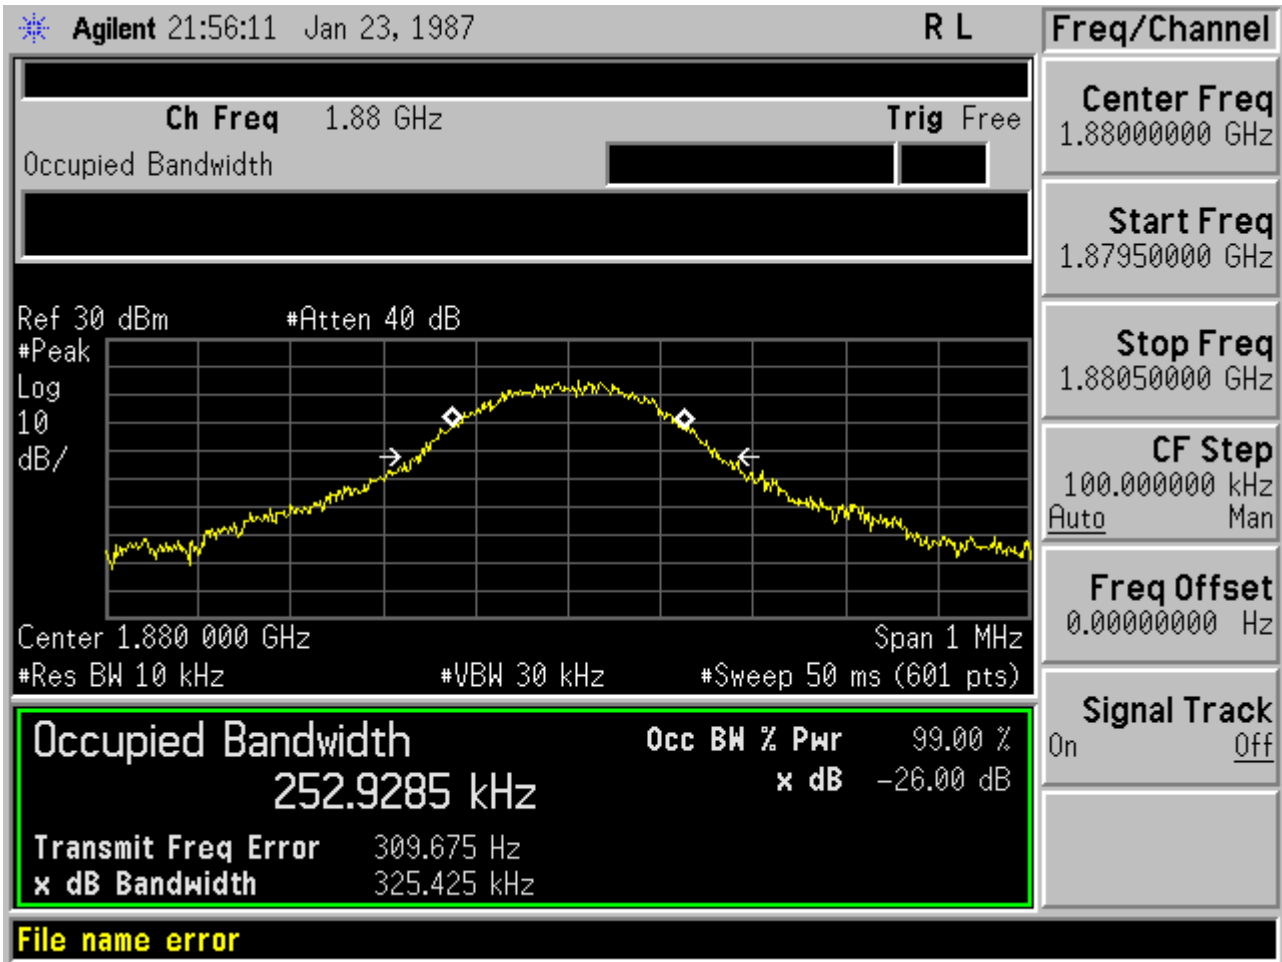 Agilent 21:56:11 Jan 23, 1987 R L
Freq/Channel
Ch Freq 1.88 GHz Trig Free
Occupied Bandwidth
Center Freq
1.88000000 GHz
Start Freq
1.87950000 GHz
Stop Freq
1.88050000 GHz
CF Step
100.000000 kHz
Auto Man
Freq Offset
0.00000000 Hz
Signal Track
On Off
Ref 30 dBm #Atten 40 dB
#Peak
Log
10
dB/
Center 1.880 000 GHz Span 1 MHz
#Res BW 10 kHz #VBW 30 kHz #Sweep 50 ms (601 pts)
Occupied Bandwidth
252.9285 kHz
Occ BW % Pwr 99.00 %
x dB -26.00 dB
Transmit Freq Error 309.675 Hz
x dB Bandwidth 325.425 kHz
File name error